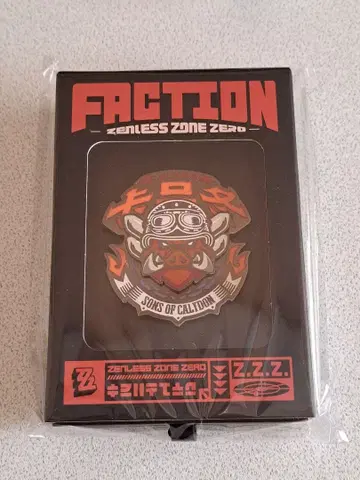 FACTION
ZENLESS ZONE ZERO
SONS OF CALYDON
ZENLESS ZONE ZERO
Z.Z.Z.